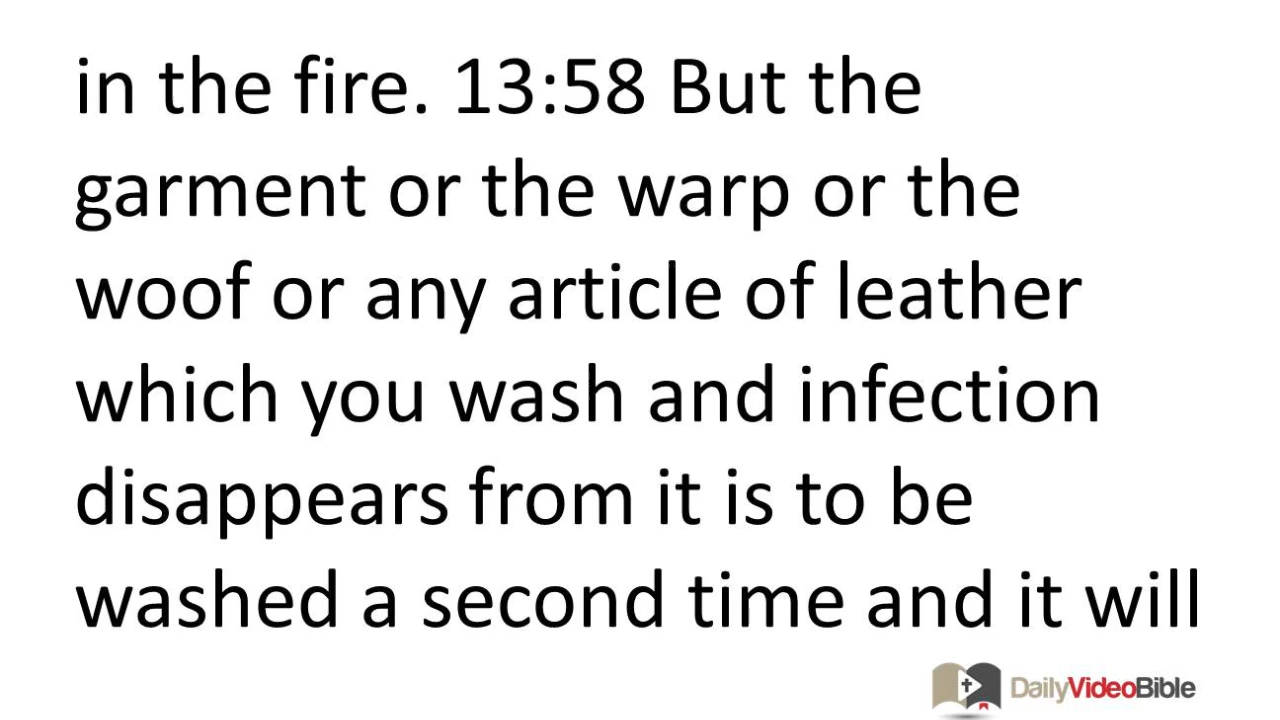 in the fire. 13:58 But the
garment or the warp or the
woof or any article of leather
which you wash and infection
disappears from it is to be
washed a second time and it will
DailyVideoBible